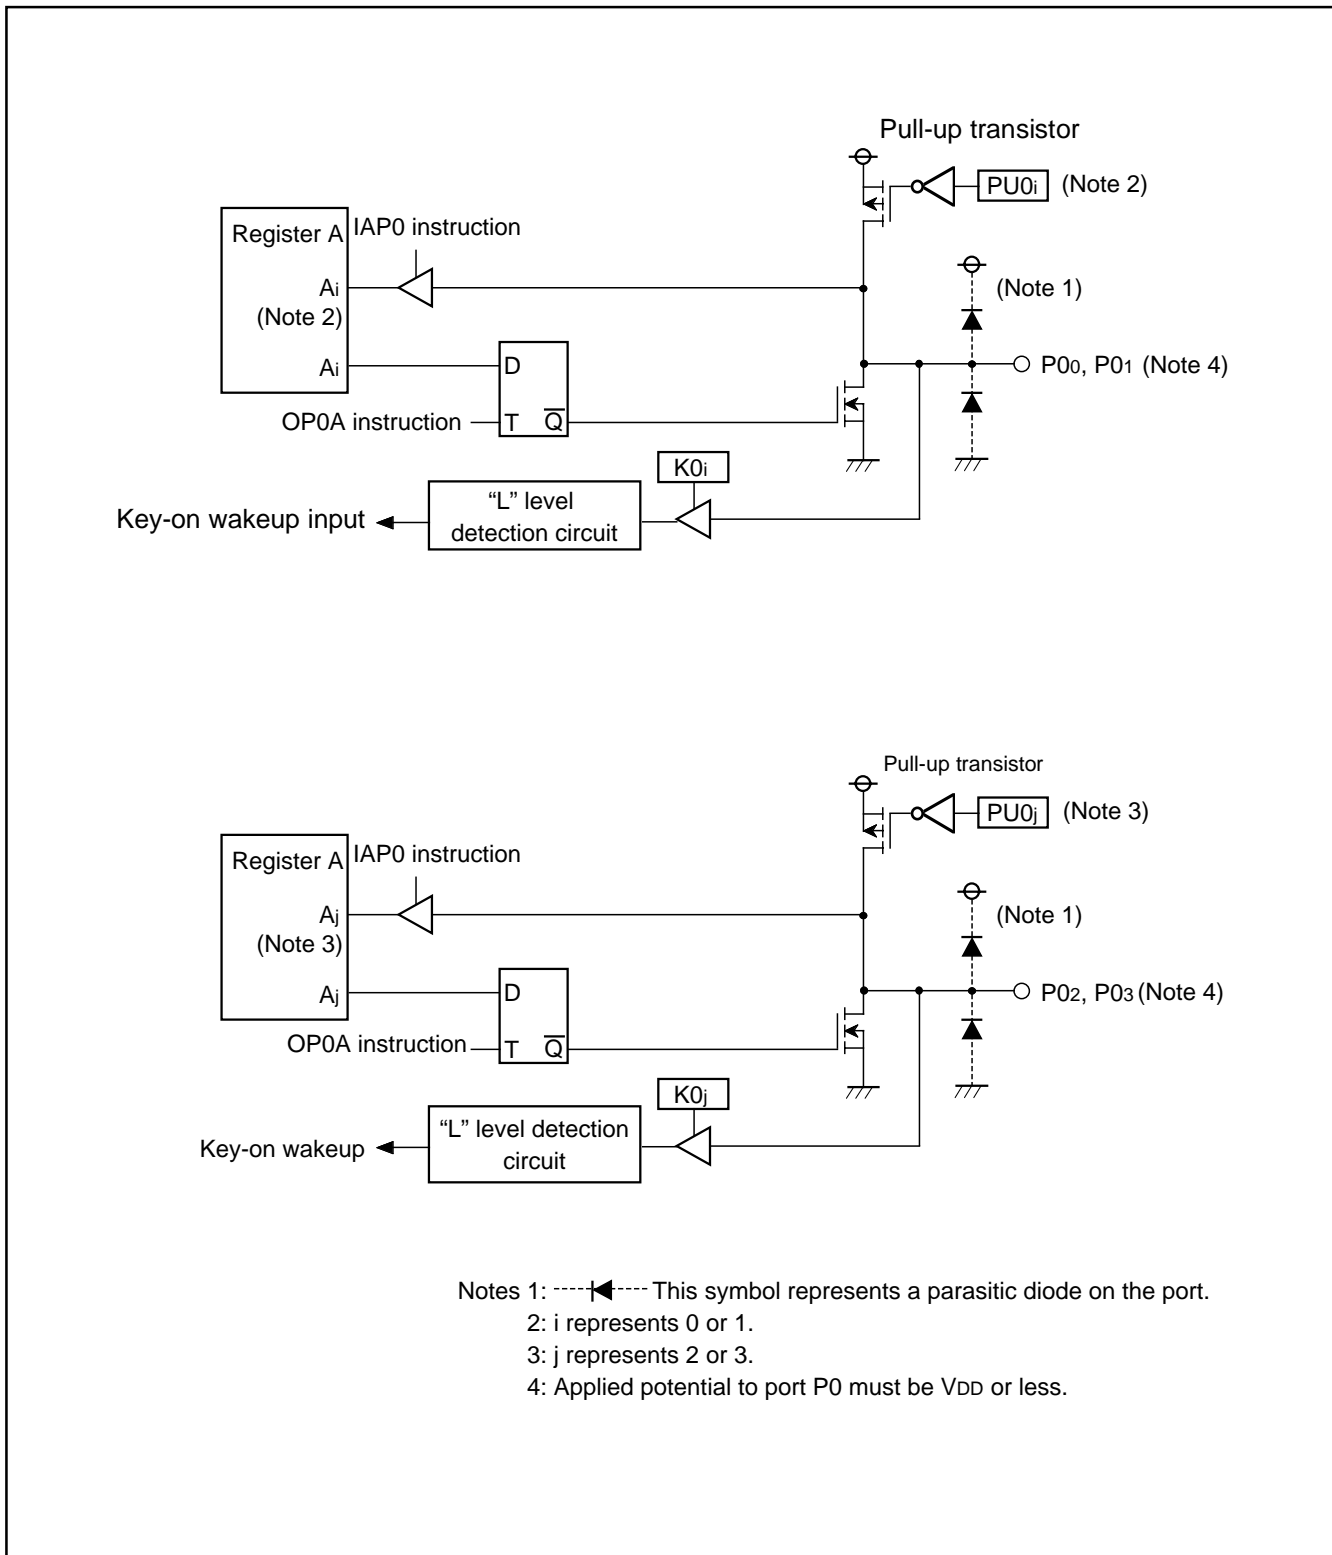 Pull-up transistor
PU0i (Note 2)
Register A
IAP0 instruction
Ai
(Note 2)
(Note 1)
Ai
D
P00, P01 (Note 4)
OP0A instruction
T Q
K0i
Key-on wakeup input
“L” level
detection circuit
Pull-up transistor
PU0j (Note 3)
Register A
IAP0 instruction
Aj
(Note 3)
(Note 1)
Aj
D
P02, P03 (Note 4)
OP0A instruction
T Q
K0j
Key-on wakeup
“L” level detection
circuit
Notes 1: This symbol represents a parasitic diode on the port.
2: i represents 0 or 1.
3: j represents 2 or 3.
4: Applied potential to port P0 must be VDD or less.